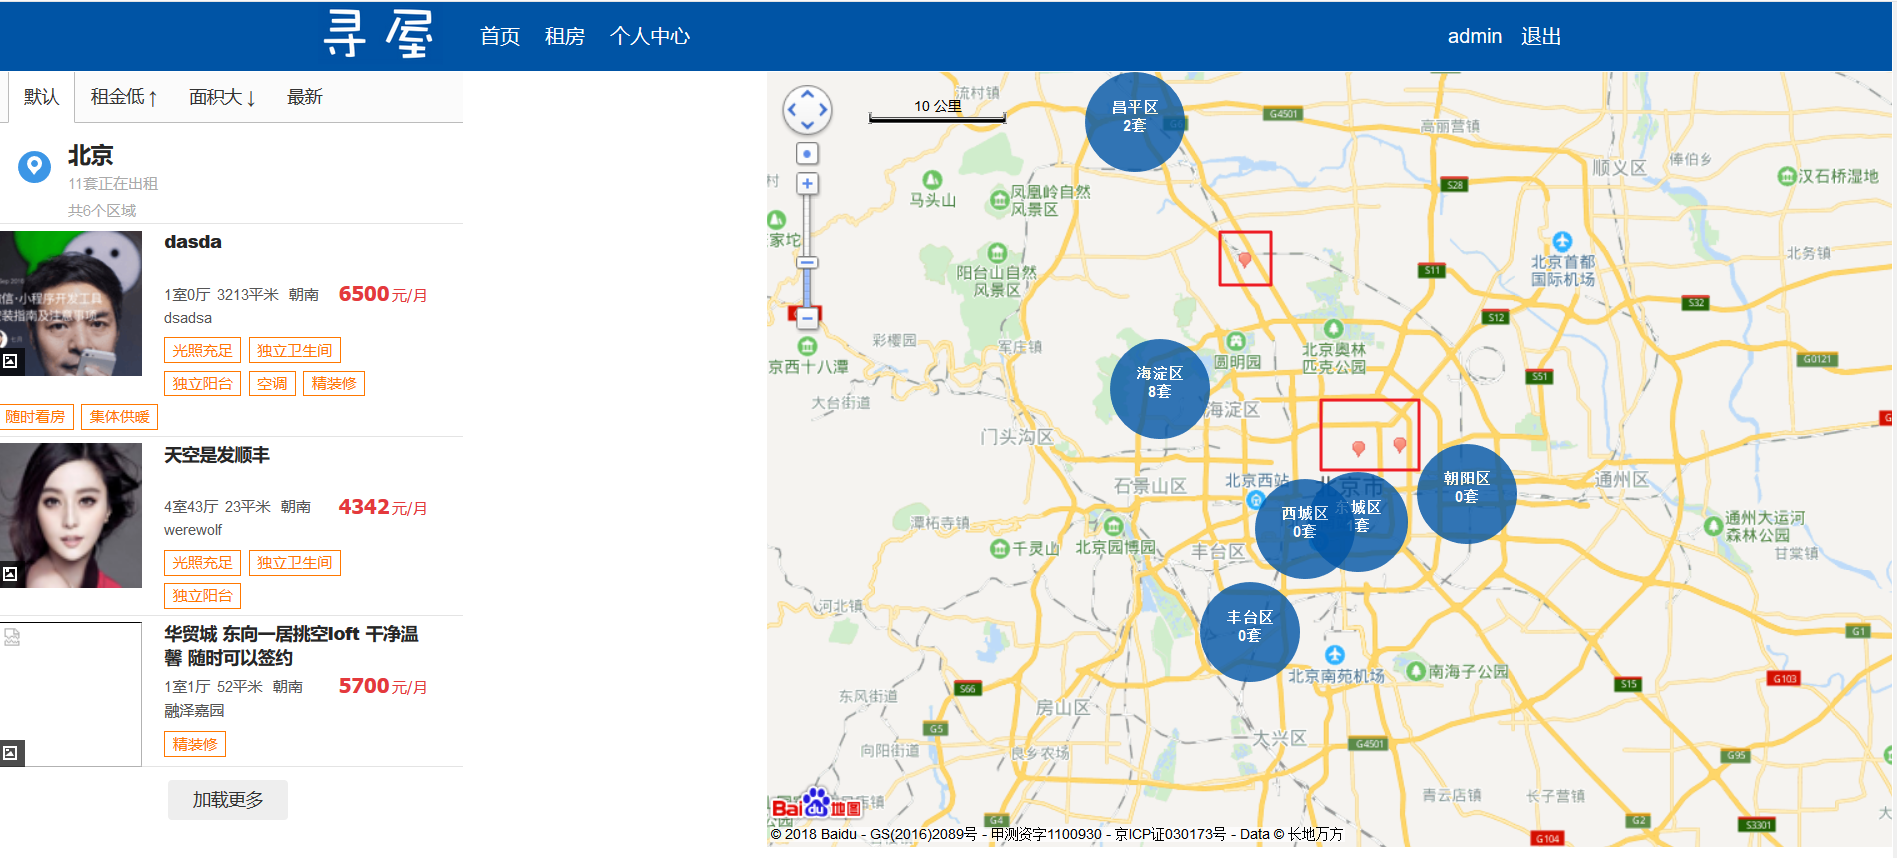 寻屋 首页 租房 个人中心 admin 退出
默认 租金低↑ 面积大↓ 最新
北京
11套正在出租
共6个区域
dasda
1室0厅 3213平米 朝南 6500元/月
dsadsa
光照充足 独立卫生间
独立阳台 空调 精装修
随时看房 集体供暖
天空是发顺丰
4室43厅 23平米 朝南 4342元/月
werewolf
光照充足 独立卫生间
独立阳台
华贸城 东向一居挑空loft 干净温
馨 随时可以签约
1室1厅 52平米 朝南 5700元/月
融泽嘉园
精装修
加载更多
10 公里
流村镇
昌平区
2套
G4501
高丽营镇
顺义区
俸伯乡
汉石桥湿地
S28
马头山
凤凰岭自然
风景区
阳台山自然
风景区
北京首都
国际机场
北务镇
S11
S32
S12
彩樱园
军庄镇
圆明园
北京奥林
匹克公园
G0121
京西十八潭
海淀区
8套
S51
大台街道
海淀区
门头沟区
石景山区
北京西站
北京市
朝阳区
0套
通州区
西城区
0套
东城区
1套
潭柘寺镇
千灵山
北京园博园
丰台区
通州大运河
森林公园
甘棠镇
河北镇
丰台区
0套
G1
北京南苑机场
南海子公园
东风街道
S66
房山区
S15
G103
G5
向阳街道
良乡农场
大兴区
G4501
G95
青云店镇
长子营镇
Bai du 地图
G4
G2
S3301
G104
© 2018 Baidu - GS(2016)2089号 - 甲测资字1100930 - 京ICP证030173号 - Data © 长地万方